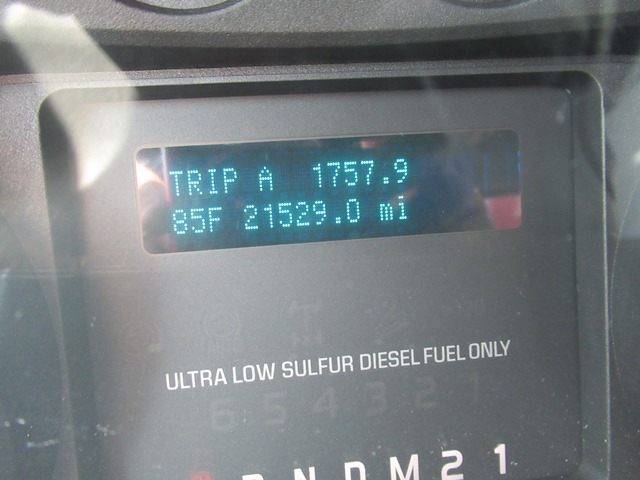 TRIP A 1757.9
85F 21529.0 mi
ULTRA LOW SULFUR DIESEL FUEL ONLY
6 5 4 3 2 1
R N D M 2 1